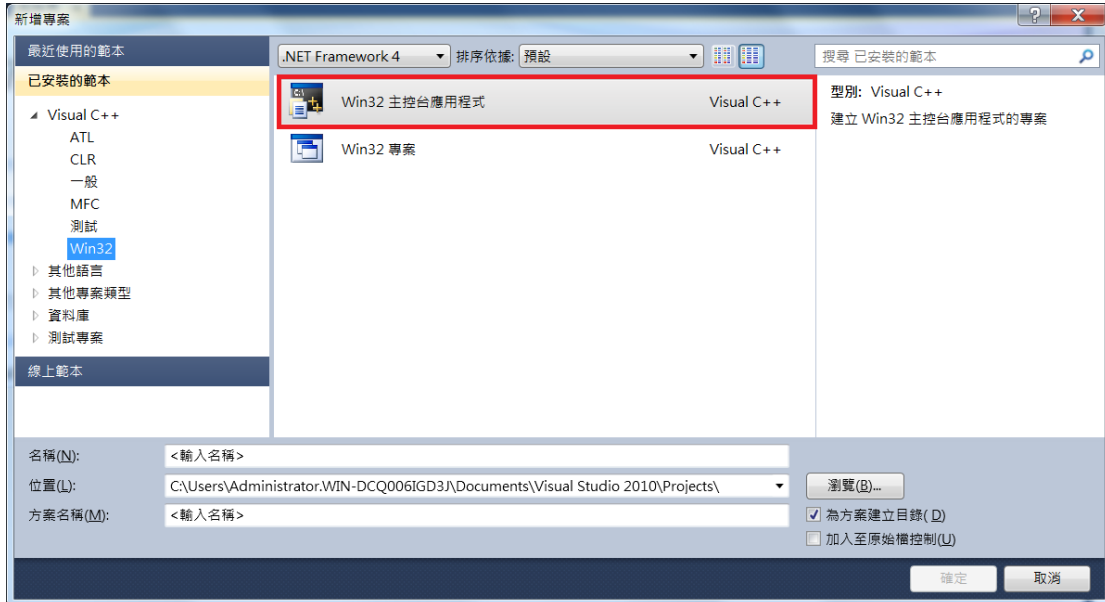 新增專案
最近使用的範本
已安裝的範本
Visual C++
ATL
CLR
一般
MFC
測試
Win32
其他語言
其他專案類型
資料庫
測試專案
線上範本
.NET Framework 4 排序依據: 預設
Win32 主控台應用程式 Visual C++
Win32 專案 Visual C++
搜尋 已安裝的範本
型別: Visual C++
建立 Win32 主控台應用程式的專案
名稱(N): <輸入名稱>
位置(L): C:\Users\Administrator.WIN-DCQ006IGD3J\Documents\Visual Studio 2010\Projects\ 瀏覽(B)...
方案名稱(M): <輸入名稱> 為方案建立目錄( D)
加入至原始檔控制(U)
確定 取消